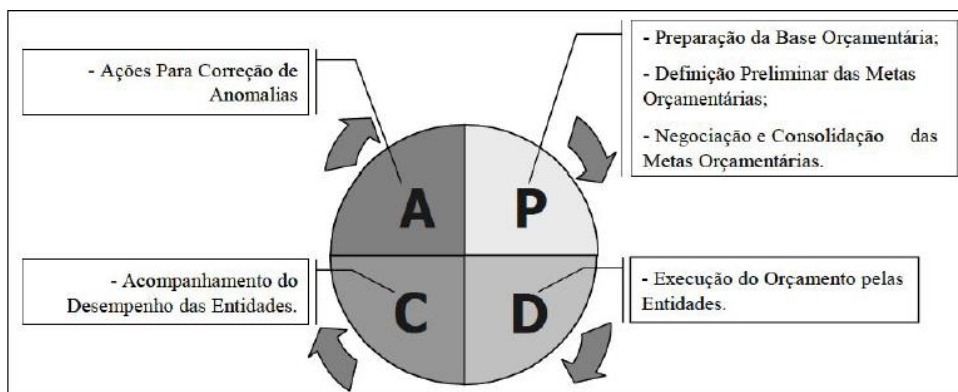 - Ações Para Correção de
Anomalias
- Preparação da Base Orçamentária;
- Definição Preliminar das Metas
Orçamentárias;
- Negociação e Consolidação das
Metas Orçamentárias.
A
P
C
D
- Acompanhamento do
Desempenho das Entidades.
- Execução do Orçamento pelas
Entidades.